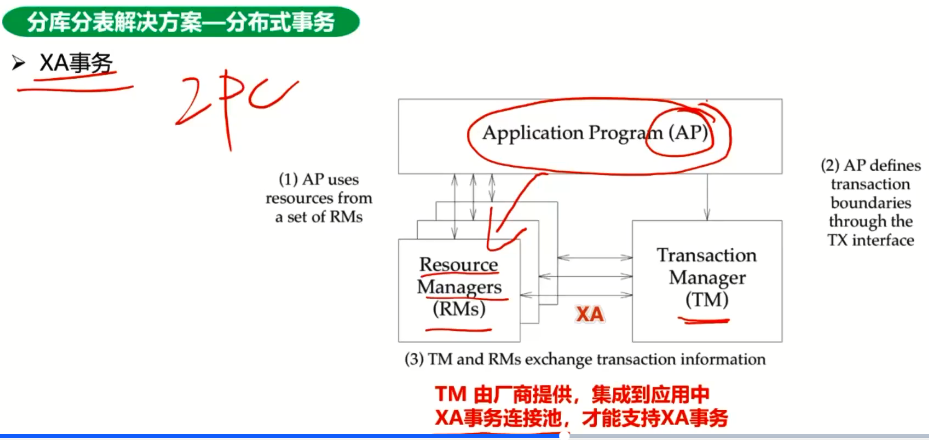 分库分表解决方案—分布式事务
➤ XA事务
2PC
Application Program (AP)
(1) AP uses
resources from
a set of RMs
(2) AP defines
transaction
boundaries
through the
TX interface
Resource
Managers
(RMs)
Transaction
Manager
(TM)
XA
(3) TM and RMs exchange transaction information
TM 由厂商提供，集成到应用中
XA事务连接池，才能支持XA事务